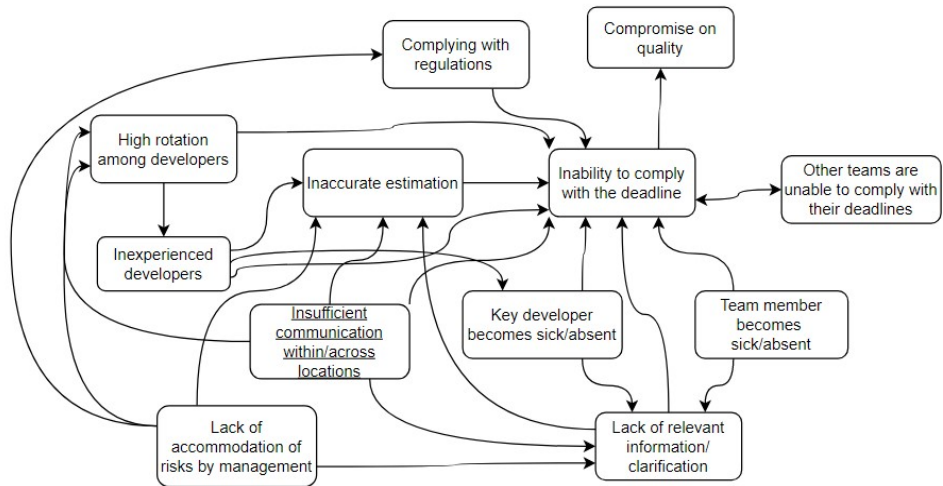 Complying with
regulations
Compromise on
quality
High rotation
among developers
Inaccurate estimation
Inability to comply
with the deadline
Other teams are
unable to comply with
their deadlines
Inexperienced
developers
Insufficient
communication
within/across
locations
Key developer
becomes sick/absent
Team member
becomes
sick/absent
Lack of
accommodation of
risks by management
Lack of relevant
information/
clarification